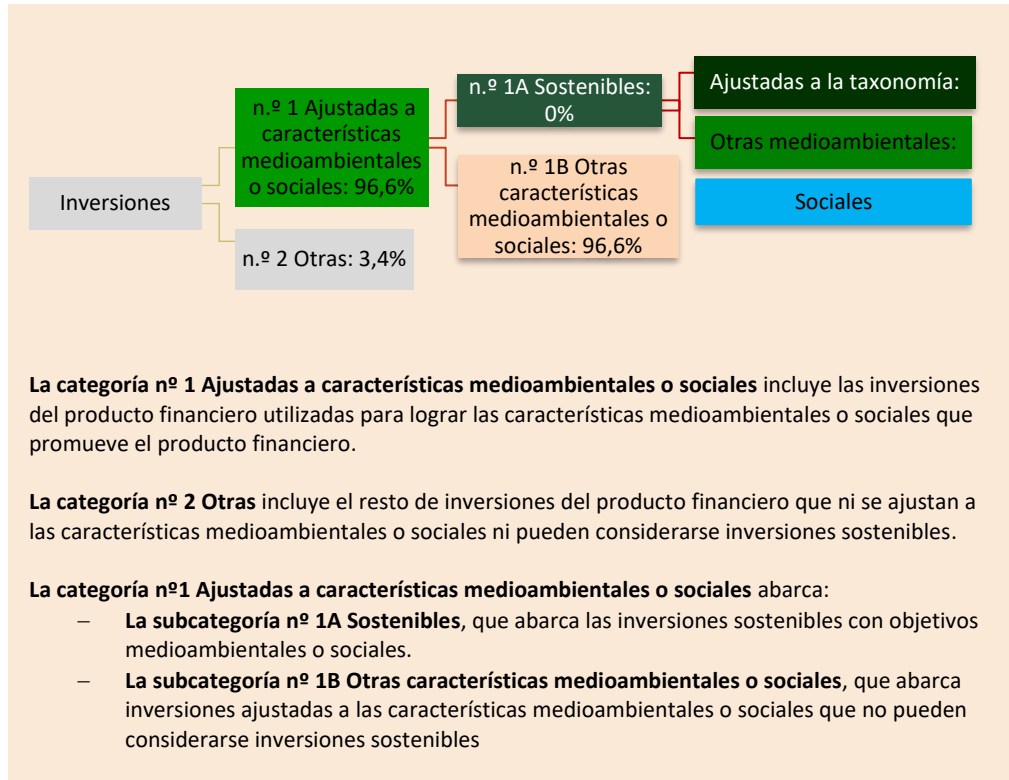 Inversiones
n.º 1 Ajustadas a
características
medioambientales
o sociales: 96,6%
n.º 2 Otras: 3,4%
n.º 1A Sostenibles:
0%
n.º 1B Otras
características
medioambientales o
sociales: 96,6%
Ajustadas a la taxonomía:
Otras medioambientales:
Sociales
La categoría nº 1 Ajustadas a características medioambientales o sociales incluye las inversiones
del producto financiero utilizadas para lograr las características medioambientales o sociales que
promueve el producto financiero.
La categoría nº 2 Otras incluye el resto de inversiones del producto financiero que ni se ajustan a
las características medioambientales o sociales ni pueden considerarse inversiones sostenibles.
La categoría nº1 Ajustadas a características medioambientales o sociales abarca:
– La subcategoría nº 1A Sostenibles, que abarca las inversiones sostenibles con objetivos
medioambientales o sociales.
– La subcategoría nº 1B Otras características medioambientales o sociales, que abarca
inversiones ajustadas a las características medioambientales o sociales que no pueden
considerarse inversiones sostenibles